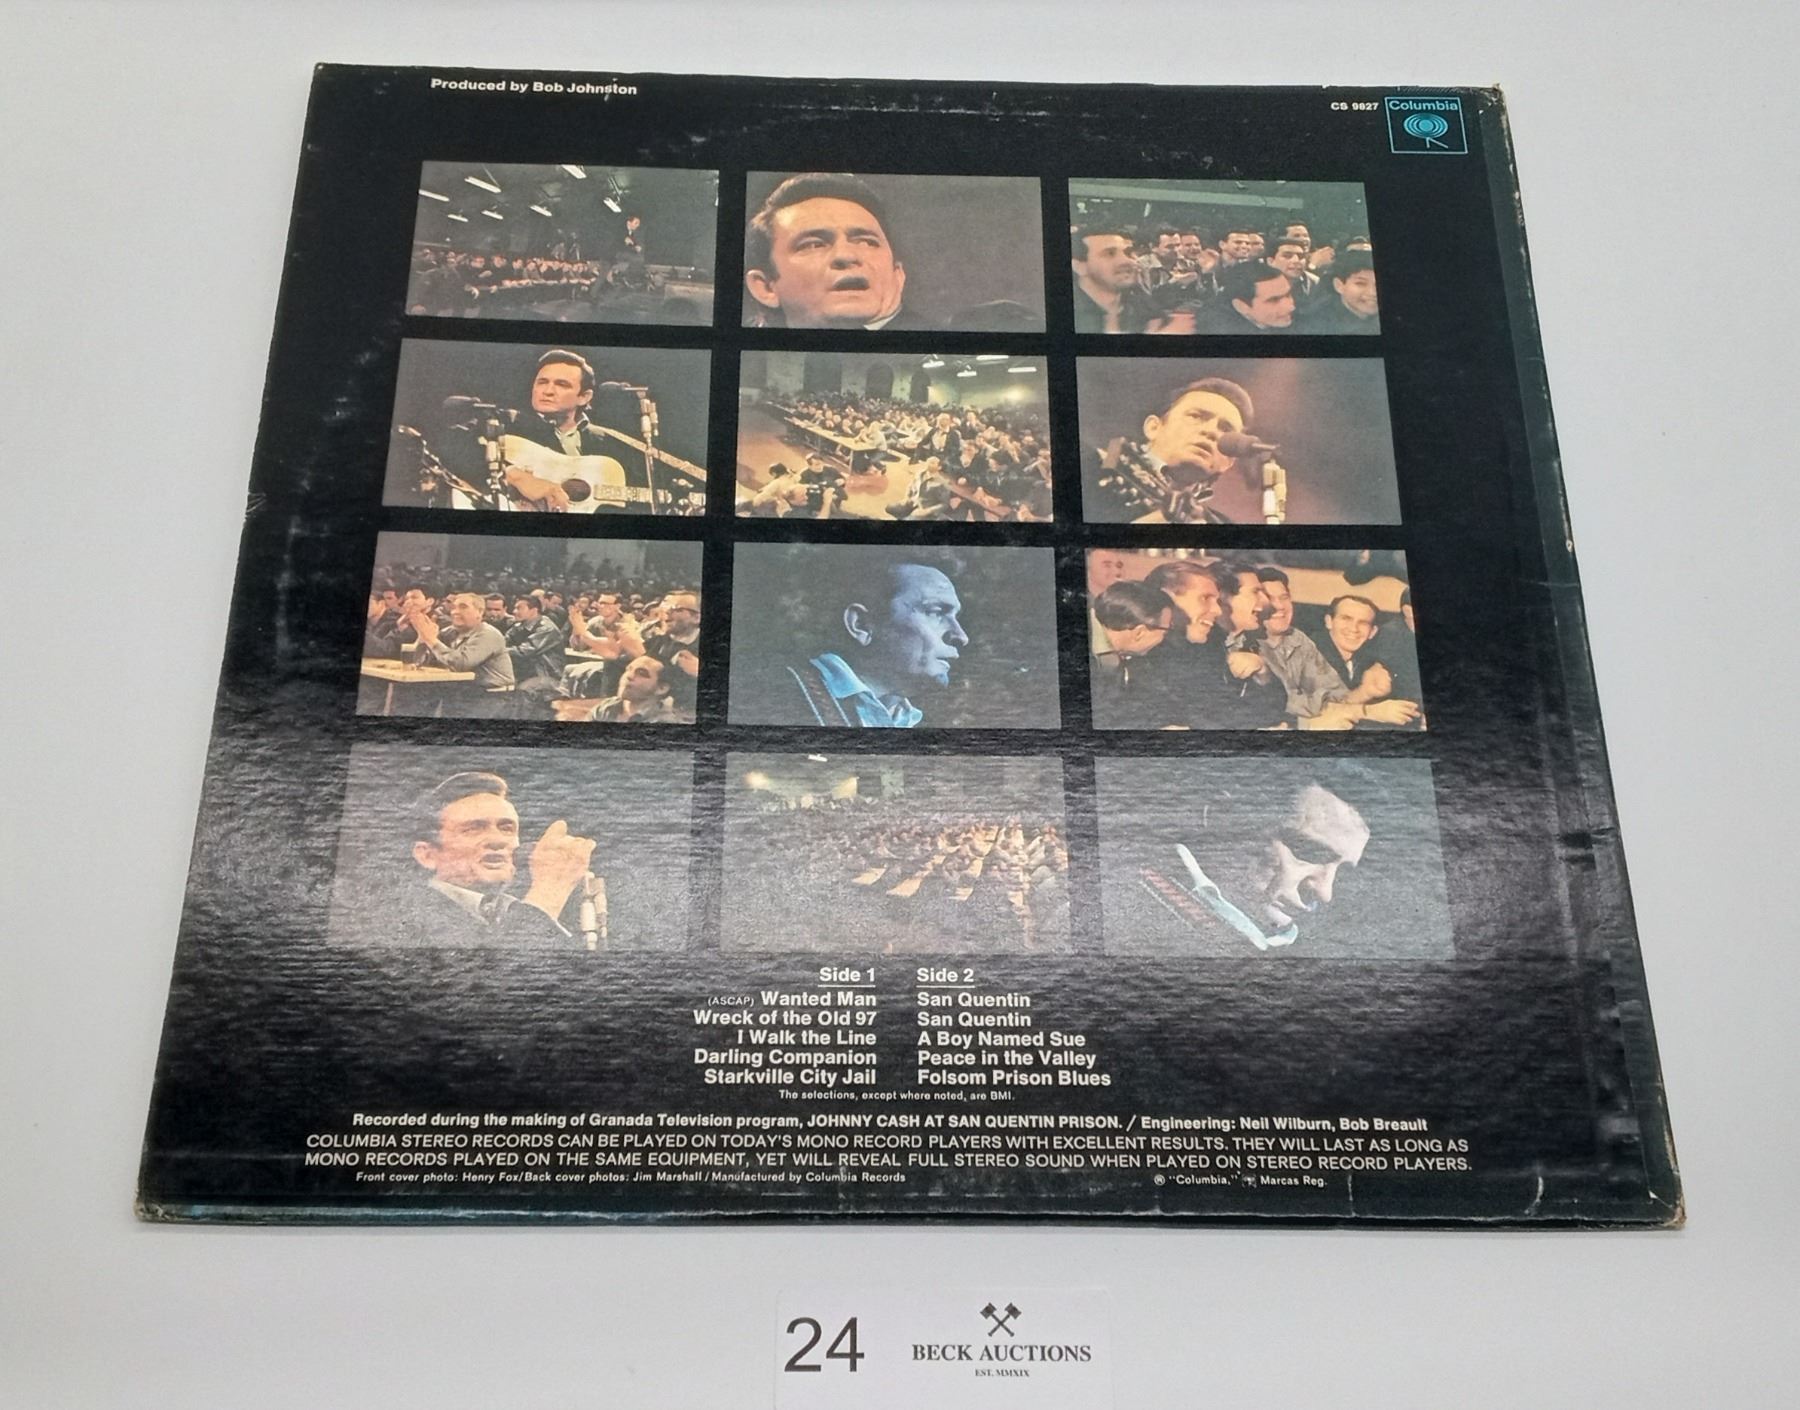 Produced by Bob Johnston
CS 9827
Columbia
Side 1
(ASCAP) Wanted Man
Wreck of the Old 97
I Walk the Line
Darling Companion
Starkville City Jail
Side 2
San Quentin
San Quentin
A Boy Named Sue
Peace in the Valley
Folsom Prison Blues
The selections, except where noted, are BMI.
Recorded during the making of Granada Television program, JOHNNY CASH AT SAN QUENTIN PRISON. / Engineering: Neil Wilburn, Bob Breault
COLUMBIA STEREO RECORDS CAN BE PLAYED ON TODAY'S MONO RECORD PLAYERS WITH EXCELLENT RESULTS. THEY WILL LAST AS LONG AS
MONO RECORDS PLAYED ON THE SAME EQUIPMENT, YET WILL REVEAL FULL STEREO SOUND WHEN PLAYED ON STEREO RECORD PLAYERS.
Front cover photo: Henry Fox/Back cover photos: Jim Marshall/Manufactured by Columbia Records
® "Columbia," Marcas Reg.
24
BECK AUCTIONS
EST. MMXIX